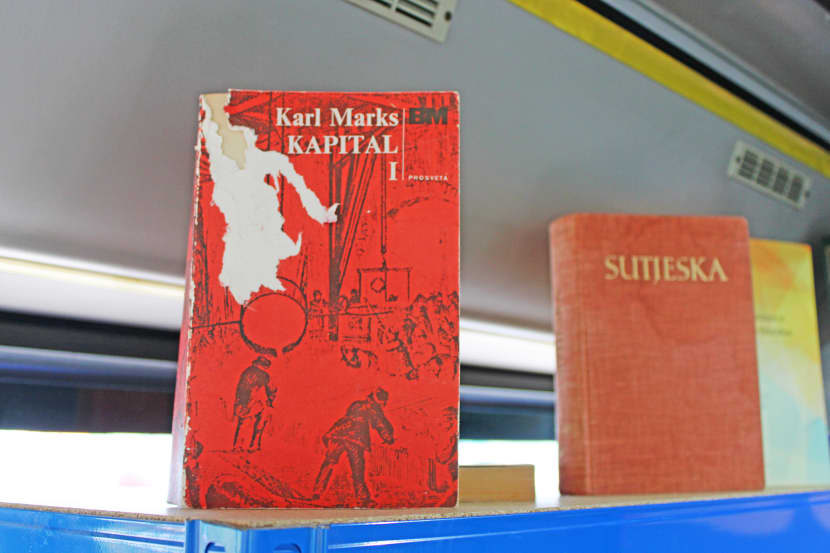 Karl Marks BM
KAPITAL
I PROSVETA
SUTJESKA